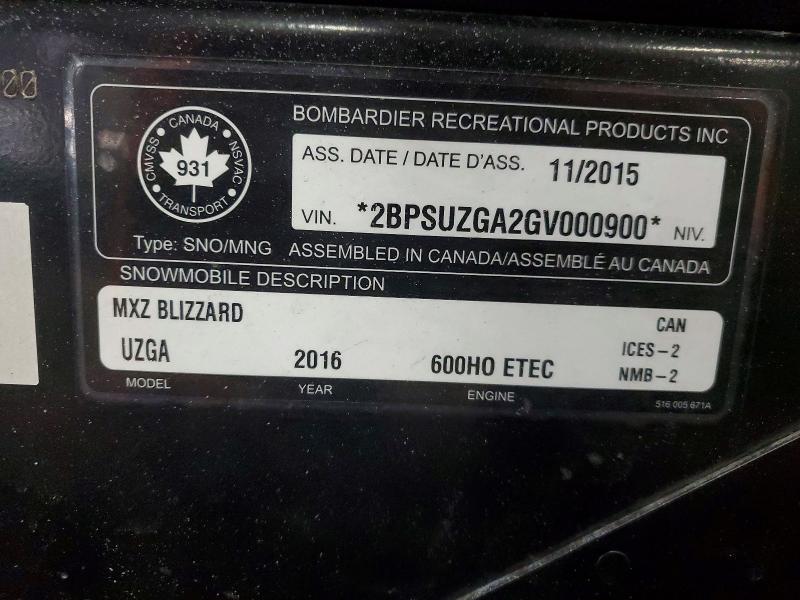 00
CANADA
CMVSS • NSVAC
931
TRANSPORT
Type: SNO/MNG
BOMBARDIER RECREATIONAL PRODUCTS INC
ASS. DATE / DATE D'ASS. 11/2015
VIN. *2BPSUZGA2GV000900* NIV.
ASSEMBLED IN CANADA/ASSEMBLÉ AU CANADA
SNOWMOBILE DESCRIPTION
MXZ BLIZZARD CAN
ICES-2
UZGA 2016 600HO ETEC NMB-2
MODEL YEAR ENGINE
516 005 671A